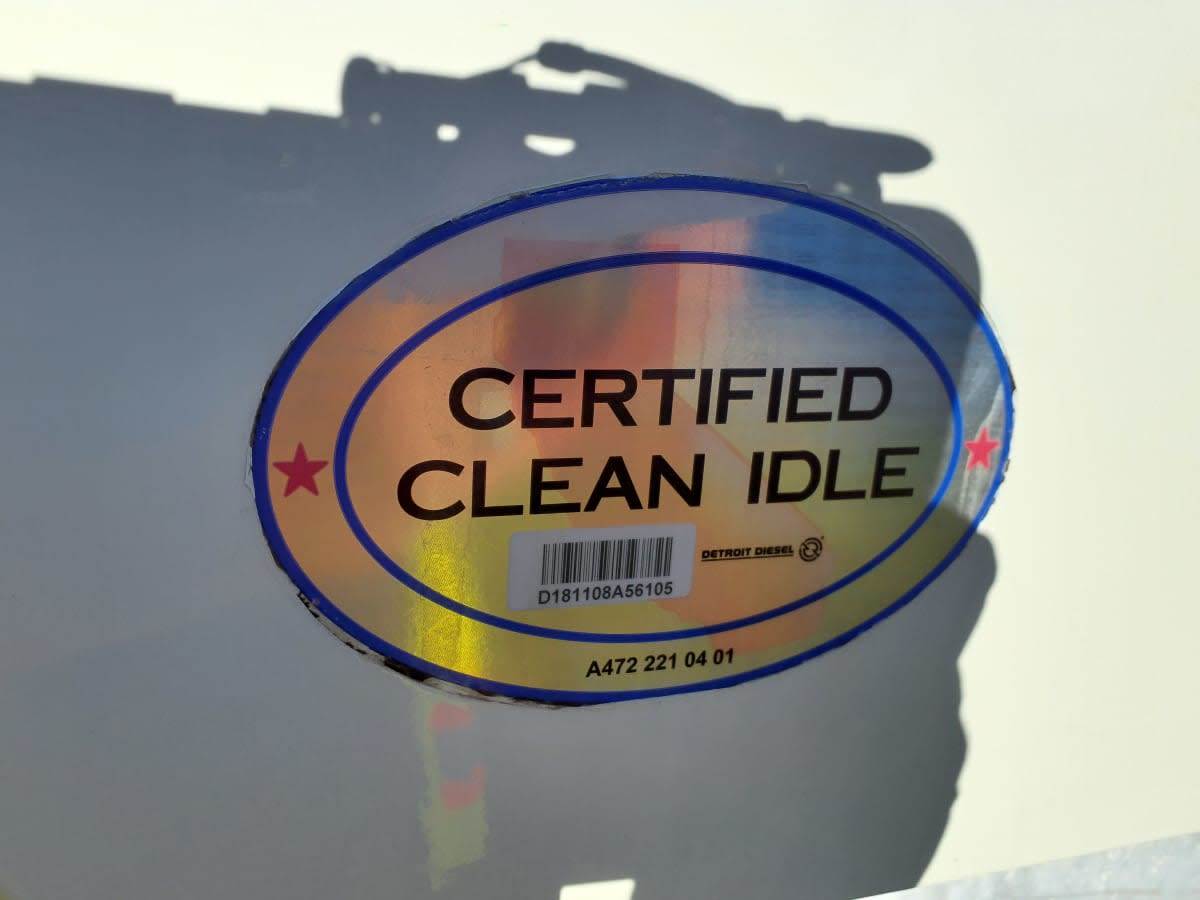 CERTIFIED
CLEAN IDLE
DETROIT DIESEL
D181108A56105
A472 221 04 01